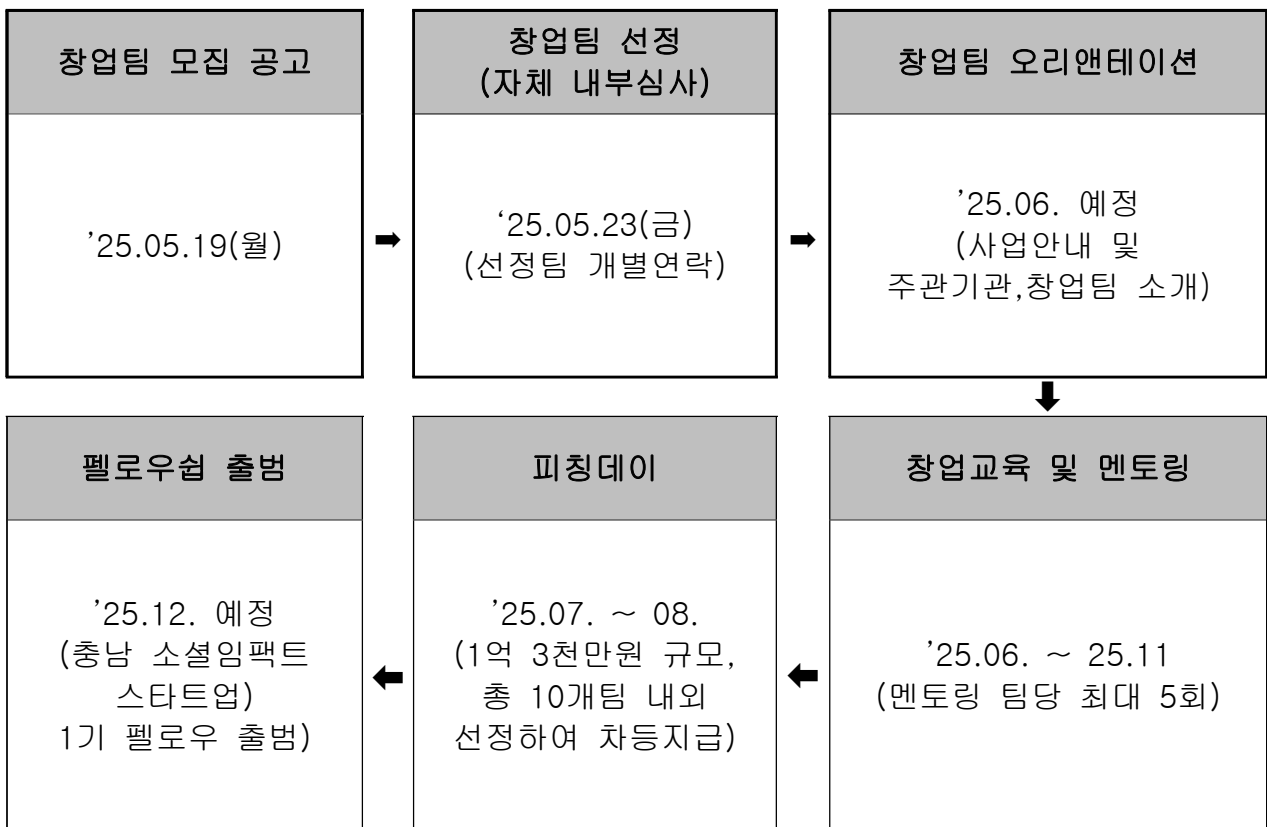 창업팀 모집 공고
’25.05.19(월)
창업팀 선정
(자체 내부심사)
‘25.05.23(금)
(선정팀 개별연락)
창업팀 오리앤테이션
’25.06. 예정
(사업안내 및
주관기관,창업팀 소개)
창업교육 및 멘토링
’25.06. ~ 25.11
(멘토링 팀당 최대 5회)
피칭데이
’25.07. ~ 08.
(1억 3천만원 규모,
총 10개팀 내외
선정하여 차등지급)
펠로우쉽 출범
’25.12. 예정
(충남 소셜임팩트
스타트업)
1기 펠로우 출범)